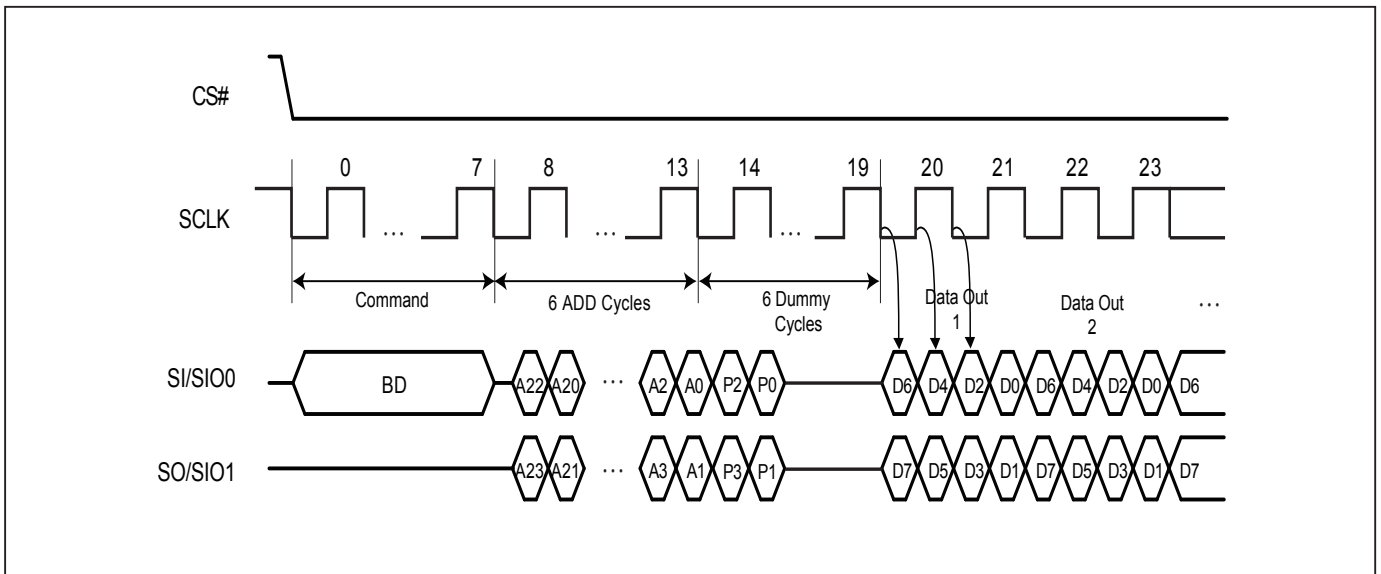 CS#
0 7 8 13 14 19 20 21 22 23
SCLK
... ... ...
Command 6 ADD Cycles 6 Dummy Cycles Data Out 1 Data Out 2 ...
SI/SIO0 BD A22 A20 ... A2 A0 P2 P0 D6 D4 D2 D0 D6 D4 D2 D0 D6
SO/SIO1 A23 A21 ... A3 A1 P3 P1 D7 D5 D3 D1 D7 D5 D3 D1 D7